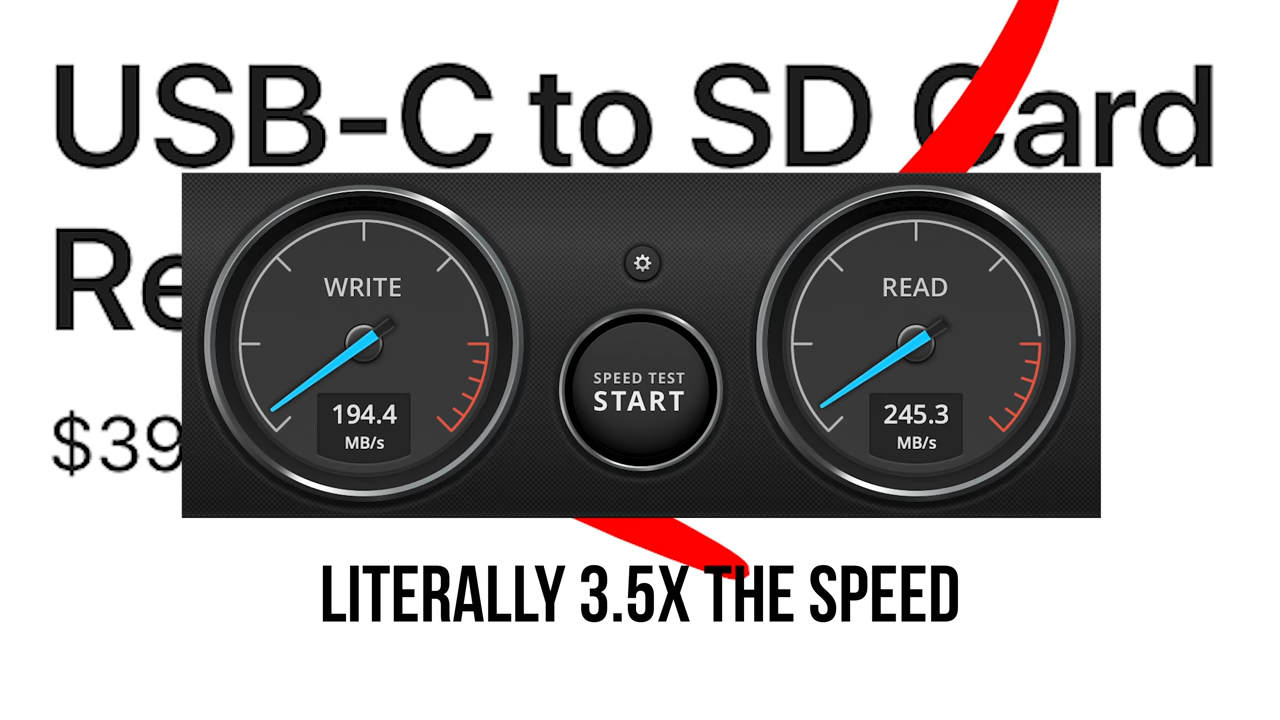 USB-C to SD Card
Re
$39
WRITE
194.4
MB/s
SPEED TEST
START
READ
245.3
MB/s
LITERALLY 3.5X THE SPEED